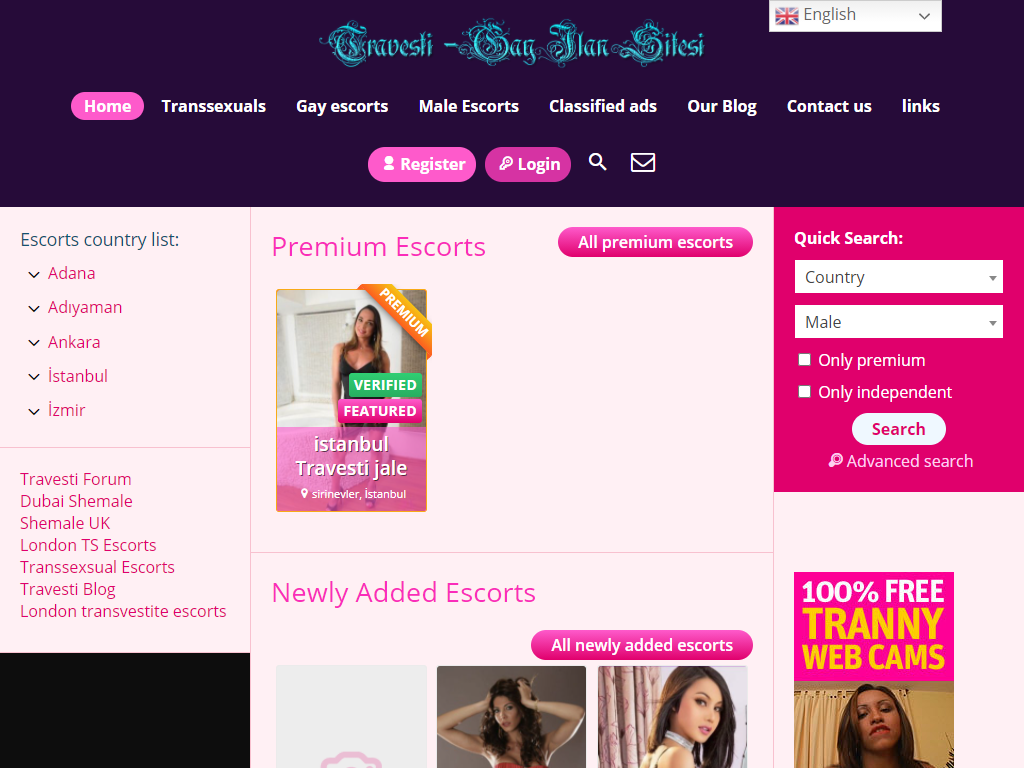 English
Travesti - Gay Ilan Sitesi
Home
Transsexuals
Gay escorts
Male Escorts
Classified ads
Our Blog
Contact us
links
Register
Login
Escorts country list:
Adana
Adıyaman
Ankara
İstanbul
İzmir
Travesti Forum
Dubai Shemale
Shemale UK
London TS Escorts
Transsexsual Escorts
Travesti Blog
London transvestite escorts
Premium Escorts
All premium escorts
PREMIUM
VERIFIED
FEATURED
istanbul
Travesti jale
sirinevler, İstanbul
Newly Added Escorts
All newly added escorts
Quick Search:
Country
Male
Only premium
Only independent
Search
Advanced search
100% FREE
TRANNY
WEB CAMS